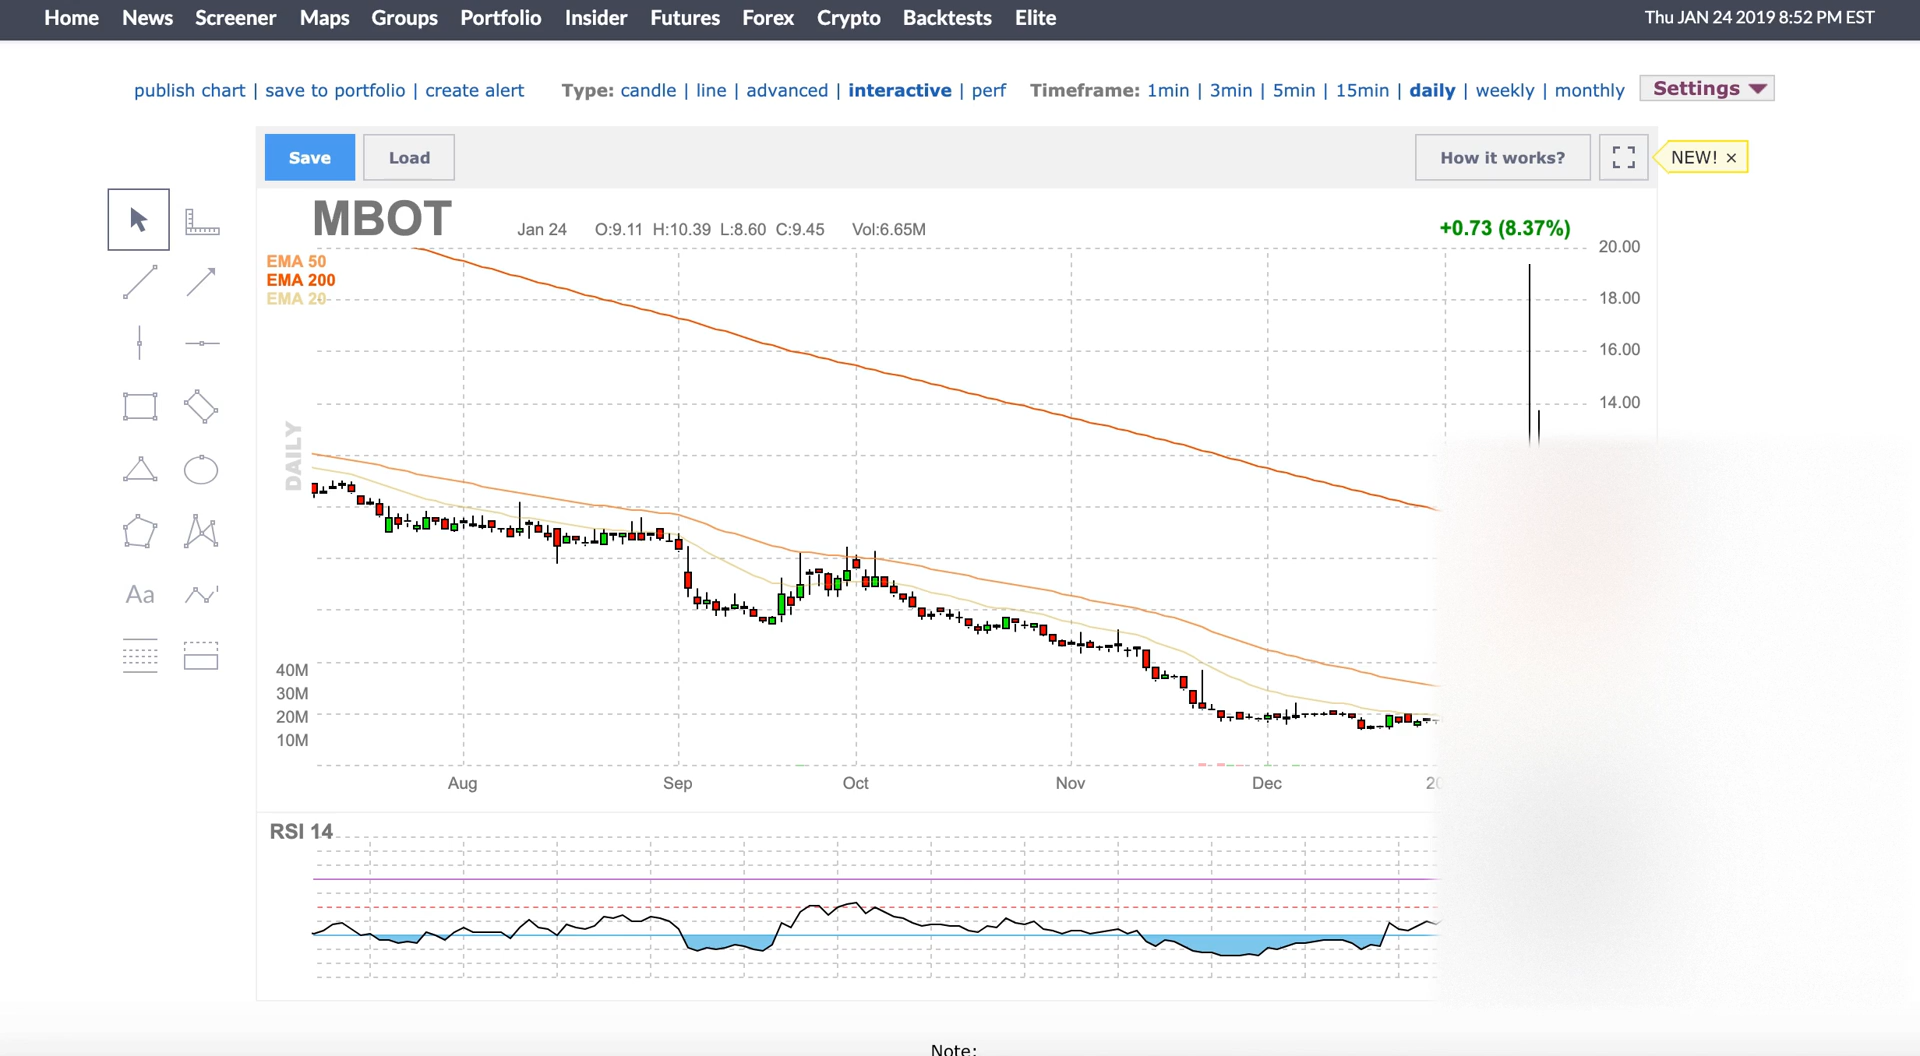 Home News Screener Maps Groups Portfolio Insider Futures Forex Crypto Backtests Elite Thu JAN 24 2019 8:52 PM EST
publish chart | save to portfolio | create alert Type: candle | line | advanced | interactive | perf Timeframe: 1min | 3min | 5min | 15min | daily | weekly | monthly Settings
Save Load How it works? NEW! ×
MBOT Jan 24 O:9.11 H:10.39 L:8.60 C:9.45 Vol:6.65M +0.73 (8.37%)
20.00
EMA 50
EMA 200
EMA 20
18.00
16.00
14.00
DAILY
Aa
40M
30M
20M
10M
Aug Sep Oct Nov Dec
RSI 14
Note: